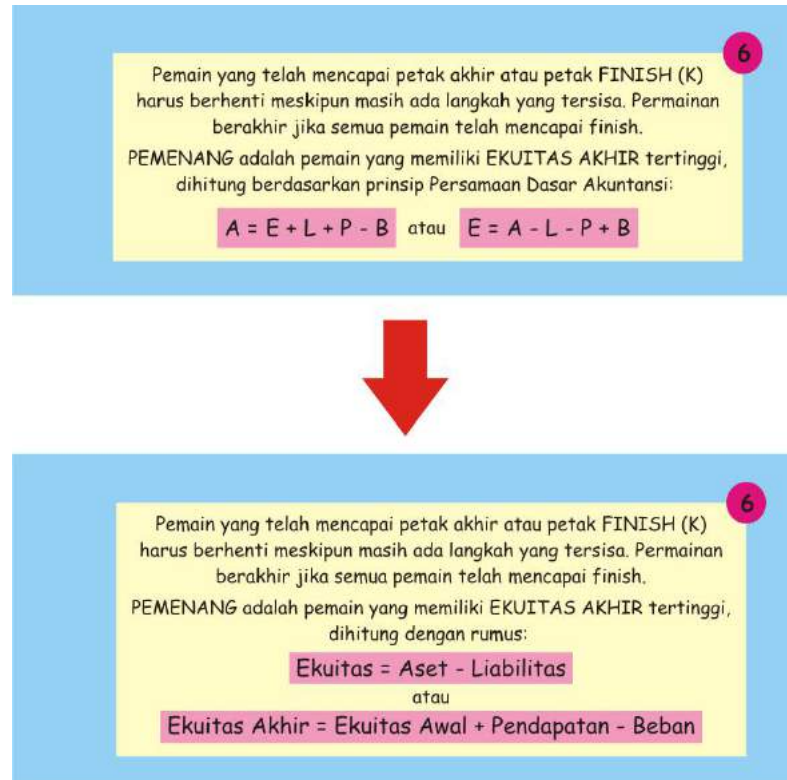 6
Pemain yang telah mencapai petak akhir atau petak FINISH (K)
harus berhenti meskipun masih ada langkah yang tersisa. Permainan
berakhir jika semua pemain telah mencapai finish.
PEMENANG adalah pemain yang memiliki EKUITAS AKHIR tertinggi,
dihitung berdasarkan prinsip Persamaan Dasar Akuntansi:
A = E + L + P - B atau E = A - L - P + B
6
Pemain yang telah mencapai petak akhir atau petak FINISH (K)
harus berhenti meskipun masih ada langkah yang tersisa. Permainan
berakhir jika semua pemain telah mencapai finish.
PEMENANG adalah pemain yang memiliki EKUITAS AKHIR tertinggi,
dihitung dengan rumus:
Ekuitas = Aset - Liabilitas
atau
Ekuitas Akhir = Ekuitas Awal + Pendapatan - Beban